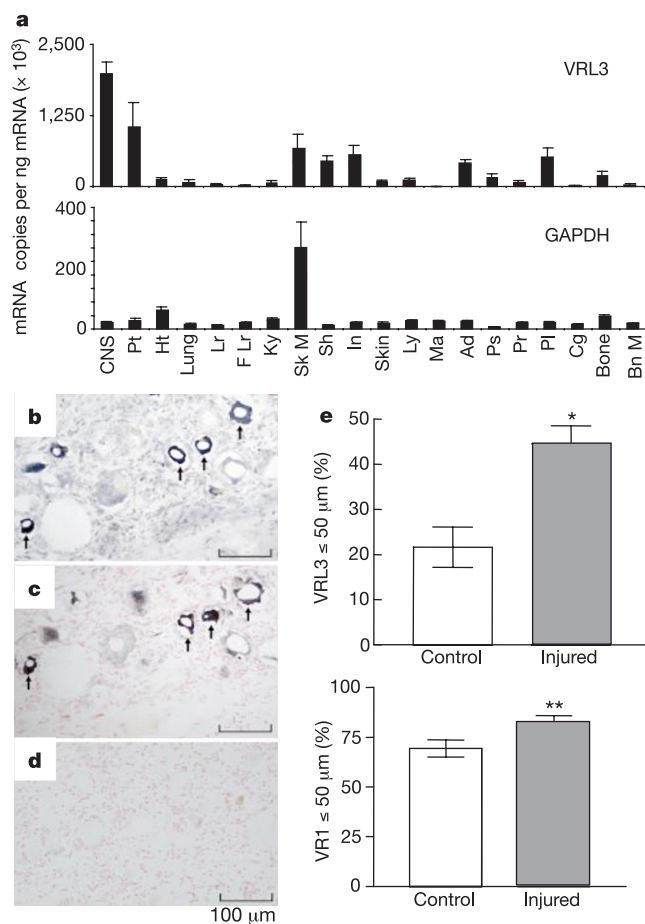 a
mRNA copies per ng mRNA (× 10³)
2,500
1,250
0
VRL3
400
200
0
GAPDH
CNS
Pt
Ht
Lung
Lr
F Lr
Ky
Sk M
Sh
In
Skin
Ly
Ma
Ad
Ps
Pr
Pl
Cg
Bone
Bn M
b
c
d
100 μm
e
VRL3 ≤ 50 μm (%)
50
40
30
20
10
0
*
Control Injured
VR1 ≤ 50 μm (%)
100
75
50
25
0
**
Control Injured